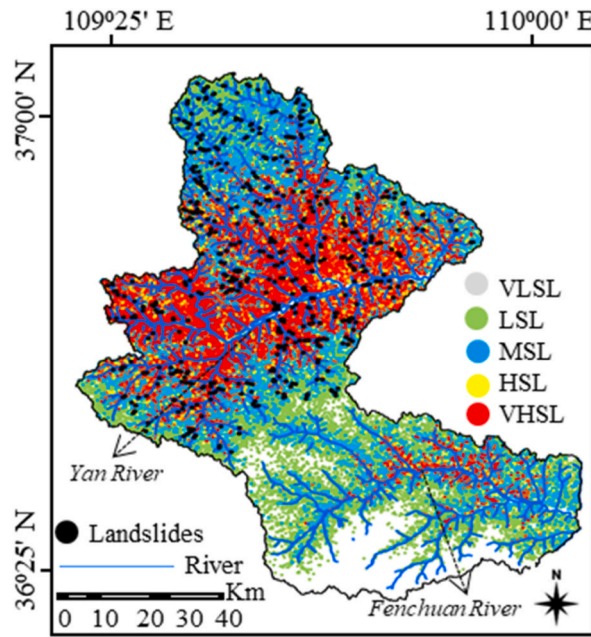 109°25' E
110°00' E
37°00' N
VLSL
LSL
MSL
HSL
VHSL
Yan River
Landslides
River
Km
0 10 20 30 40
36°25' N
Fenchuan River
N